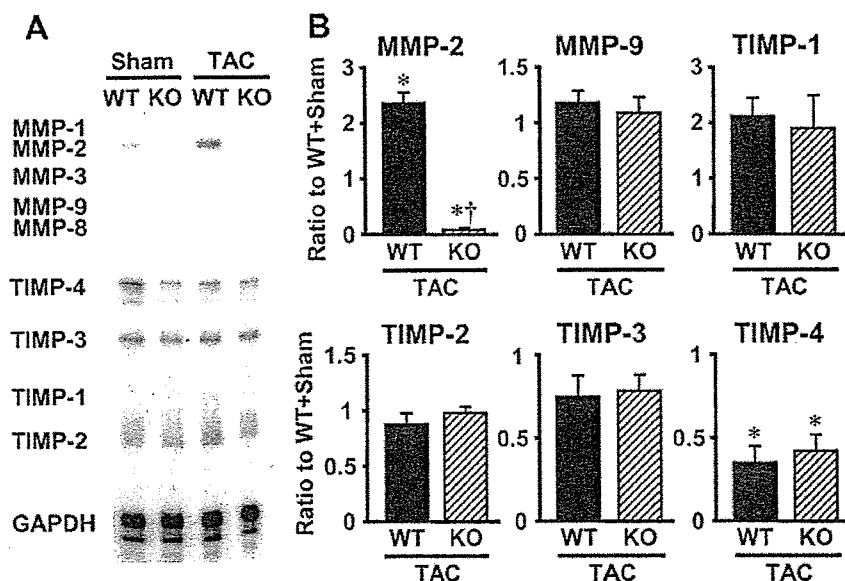 A
Sham TAC
WT KO WT KO
MMP-1
MMP-2
MMP-3
MMP-9
MMP-8
TIMP-4
TIMP-3
TIMP-1
TIMP-2
GAPDH
B
MMP-2 MMP-9 TIMP-1
Ratio to WT+Sham
3
2
1
0
*
*†
WT KO
TAC
1.5
1
0.5
0
WT KO
TAC
3
2
1
0
WT KO
TAC
TIMP-2 TIMP-3 TIMP-4
Ratio to WT+Sham
1.5
1
0.5
0
WT KO
TAC
1
0.5
0
WT KO
TAC
1
0.5
0
*
*
WT KO
TAC